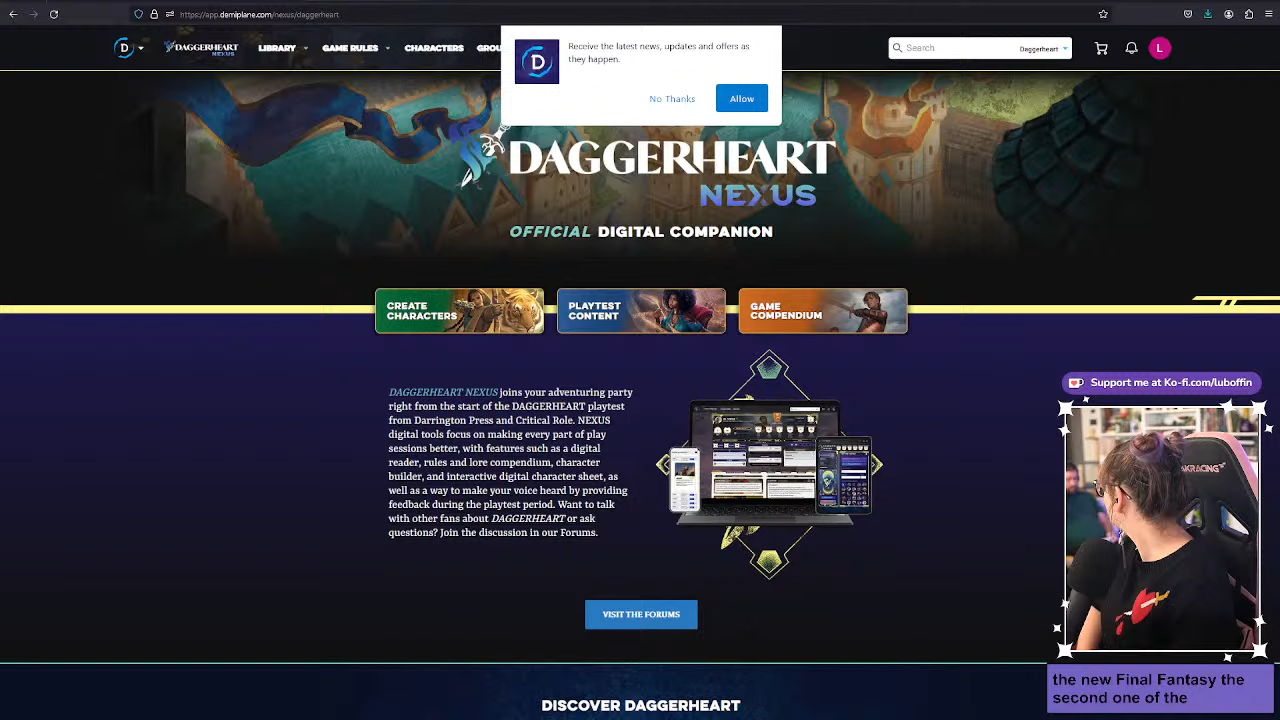 https://app.demiplane.com/nexus/daggerheart
D
DAGGERHEART
NEXUS
LIBRARY
GAME RULES
CHARACTERS
GROU
Search
Daggerheart
L
D
Receive the latest news, updates and offers as
they happen.
No Thanks
Allow
DAGGERHEART
NEXUS
OFFICIAL DIGITAL COMPANION
CREATE
CHARACTERS
PLAYTEST
CONTENT
GAME
COMPENDIUM
DAGGERHEART NEXUS joins your adventuring party
right from the start of the DAGGERHEART playtest
from Darrington Press and Critical Role. NEXUS
digital tools focus on making every part of play
sessions better, with features such as a digital
reader, rules and lore compendium, character
builder, and interactive digital character sheet, as
well as a way to make your voice heard by providing
feedback during the playtest period. Want to talk
with other fans about DAGGERHEART or ask
questions? Join the discussion in our Forums.
VISIT THE FORUMS
DISCOVER DAGGERHEART
Support me at Ko-fi.com/luboffin
the new Final Fantasy the
second one of the